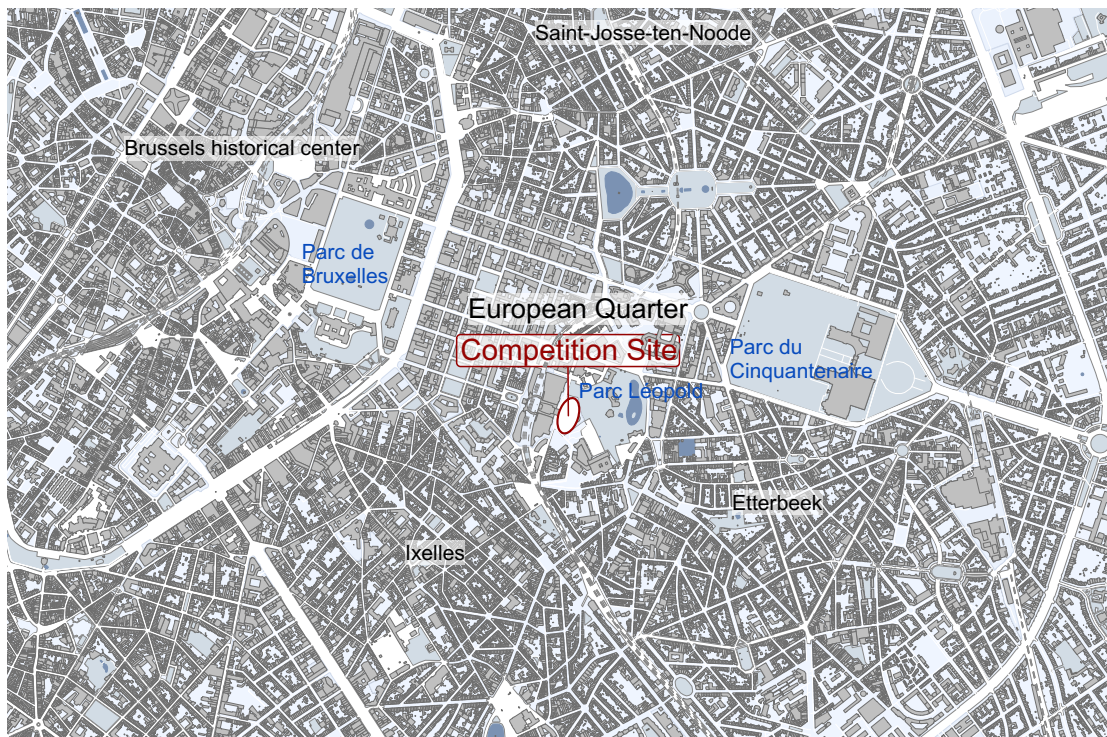 Saint-Josse-ten-Noode
Brussels historical center
Parc de
Bruxelles
European Quarter
Competition Site
Parc du
Cinquantenaire
Parc Léopold
Etterbeek
Ixelles